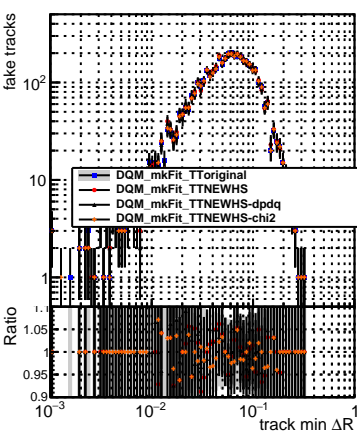 fake tracks
10²
10
1
DQM_mkFit_TToriginal
DQM_mkFit_TTNEWHS
DQM_mkFit_TTNEWHS-dpdq
DQM_mkFit_TTNEWHS-chi2
Ratio
1.1
1.05
1
0.95
0.9
10⁻³ 10⁻² 10⁻¹ 1
track min ΔR